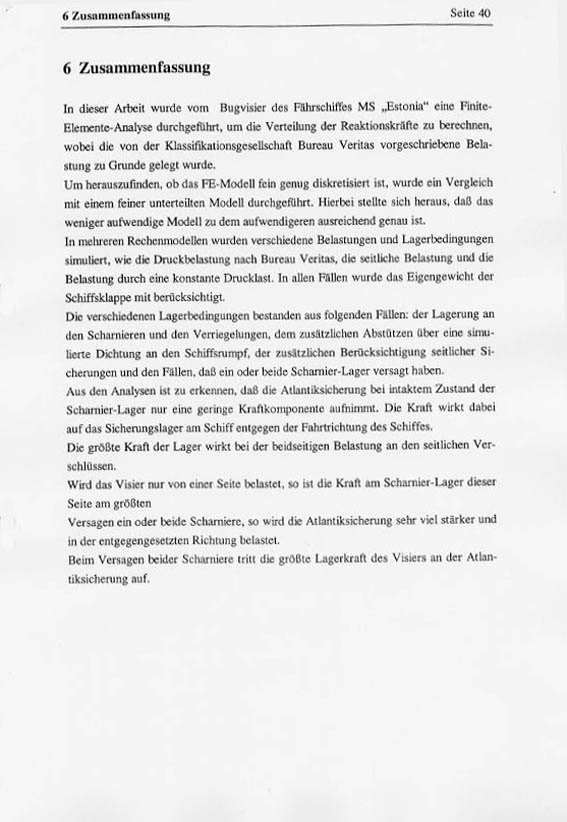 6 Zusammenfassung Seite 40
6 Zusammenfassung
In dieser Arbeit wurde vom Bugvisier des Fährschiffes MS „Estonia“ eine Finite-
Elemente-Analyse durchgeführt, um die Verteilung der Reaktionskräfte zu berechnen,
wobei die von der Klassifikationsgesellschaft Bureau Veritas vorgeschriebene Bela-
stung zu Grunde gelegt wurde.
Um herauszufinden, ob das FE-Modell fein genug diskretisiert ist, wurde ein Vergleich
mit einem feiner unterteilten Modell durchgeführt. Hierbei stellte sich heraus, daß das
weniger aufwendige Modell zu dem aufwendigeren ausreichend genau ist.
In mehreren Rechenmodellen wurden verschiedene Belastungen und Lagerbedingungen
simuliert, wie die Druckbelastung nach Bureau Veritas, die seitliche Belastung und die
Belastung durch eine konstante Drucklast. In allen Fällen wurde das Eigengewicht der
Schiffsklappe mit berücksichtigt.
Die verschiedenen Lagerbedingungen bestanden aus folgenden Fällen: der Lagerung an
den Scharnieren und den Verriegelungen, dem zusätzlichen Abstützen über eine simu-
lierte Dichtung an den Schiffsrumpf, der zusätzlichen Berücksichtigung seitlicher Si-
cherungen und den Fällen, daß ein oder beide Scharnier-Lager versagt haben.
Aus den Analysen ist zu erkennen, daß die Atlantiksicherung bei intaktem Zustand der
Scharnier-Lager nur eine geringe Kraftkomponente aufnimmt. Die Kraft wirkt dabei
auf das Sicherungslager am Schiff entgegen der Fahrtrichtung des Schiffes.
Die größte Kraft der Lager wirkt bei der beidseitigen Belastung an den seitlichen Ver-
schlüssen.
Wird das Visier nur von einer Seite belastet, so ist die Kraft am Scharnier-Lager dieser
Seite am größten
Versagen ein oder beide Scharniere, so wird die Atlantiksicherung sehr viel stärker und
in der entgegengesetzten Richtung belastet.
Beim Versagen beider Scharniere tritt die größte Lagerkraft des Visiers an der Atlan-
tiksicherung auf.